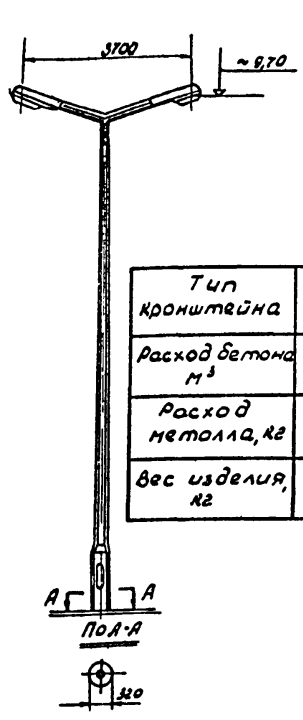 3700
~ 9,70
Тип
кронштейна
Расход бетона
м³
Расход
металла, кг
Вес изделия,
кг
А А
По А-А
320